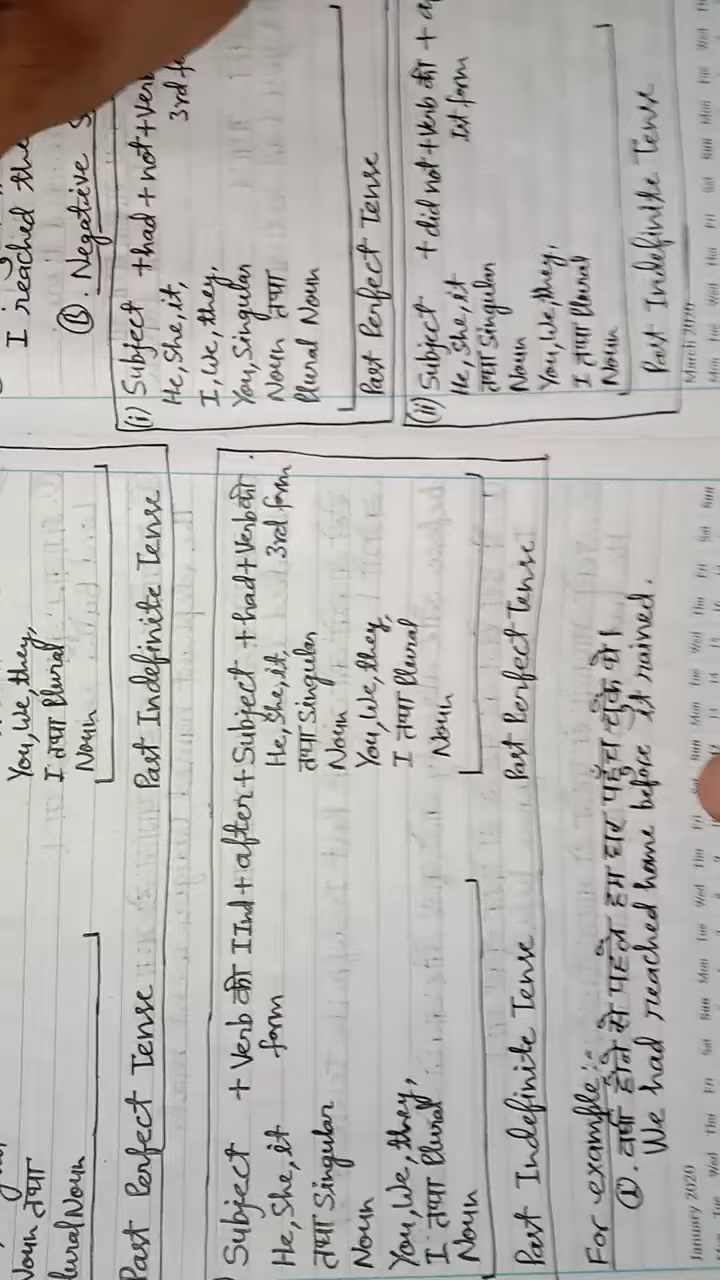 Noun तथा You, We, they,
lural Noun I तथा Plural
Noun
Past Perfect Tense Past Indefinite Tense
Subject + Verb की IInd + after + Subject + had + Verb की
He, She, it form He, She, it, 3rd form
तथा Singular तथा Singular
Noun Noun
You, We, they, You, We, they,
I तथा Plural I तथा Plural
Noun Noun
Past Indefinite Tense Past Perfect Tense
For example :-
①. वर्षा होने से पहले हम घर पहुँच चुके थे।
We had reached home before it rained.
January 2020
I reached the
Ⓑ. Negative S
(i) Subject + had + not + Verb
He, She, it, 3rd fo
I, We, they,
You, Singular
Noun तथा
Plural Noun
Past Perfect Tense
(ii) Subject + did not + Verb की + a
He, She, it Ist form
तथा Singular
Noun
You, We, they,
I तथा Plural
Noun
Past Indefinite Tense
March 2020